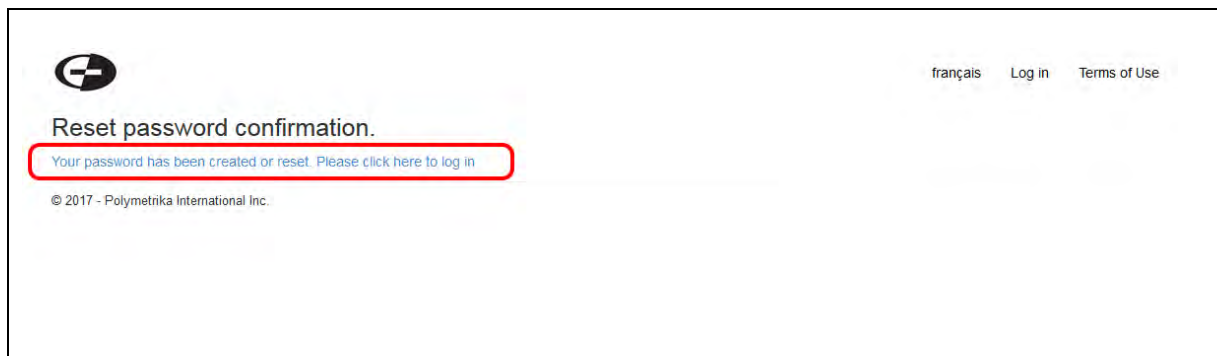 français Log in Terms of Use
Reset password confirmation.
Your password has been created or reset. Please click here to log in
© 2017 - Polymetrika International Inc.